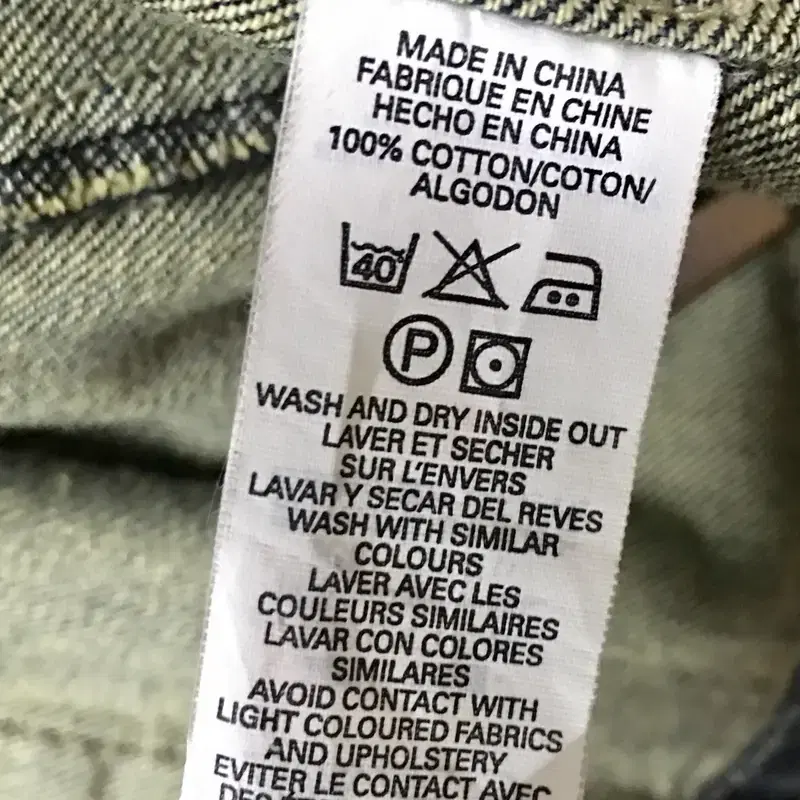 MADE IN CHINA
FABRIQUE EN CHINE
HECHO EN CHINA
100% COTTON/COTON/
ALGODON
40
P
WASH AND DRY INSIDE OUT
LAVER ET SECHER
SUR L'ENVERS
LAVAR Y SECAR DEL REVES
WASH WITH SIMILAR
COLOURS
LAVER AVEC LES
COULEURS SIMILAIRES
LAVAR CON COLORES
SIMILARES
AVOID CONTACT WITH
LIGHT COLOURED FABRICS
AND UPHOLSTERY
EVITER LE CONTACT AVEC